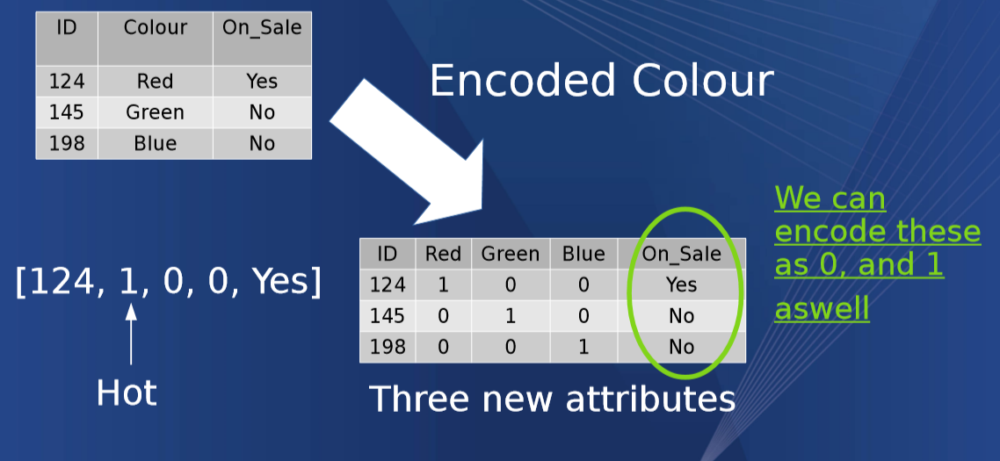 ID Colour On_Sale
124 Red Yes
145 Green No
198 Blue No
Encoded Colour
We can
encode these
as 0, and 1
aswell
[124, 1, 0, 0, Yes]
Hot
ID Red Green Blue On_Sale
124 1 0 0 Yes
145 0 1 0 No
198 0 0 1 No
Three new attributes